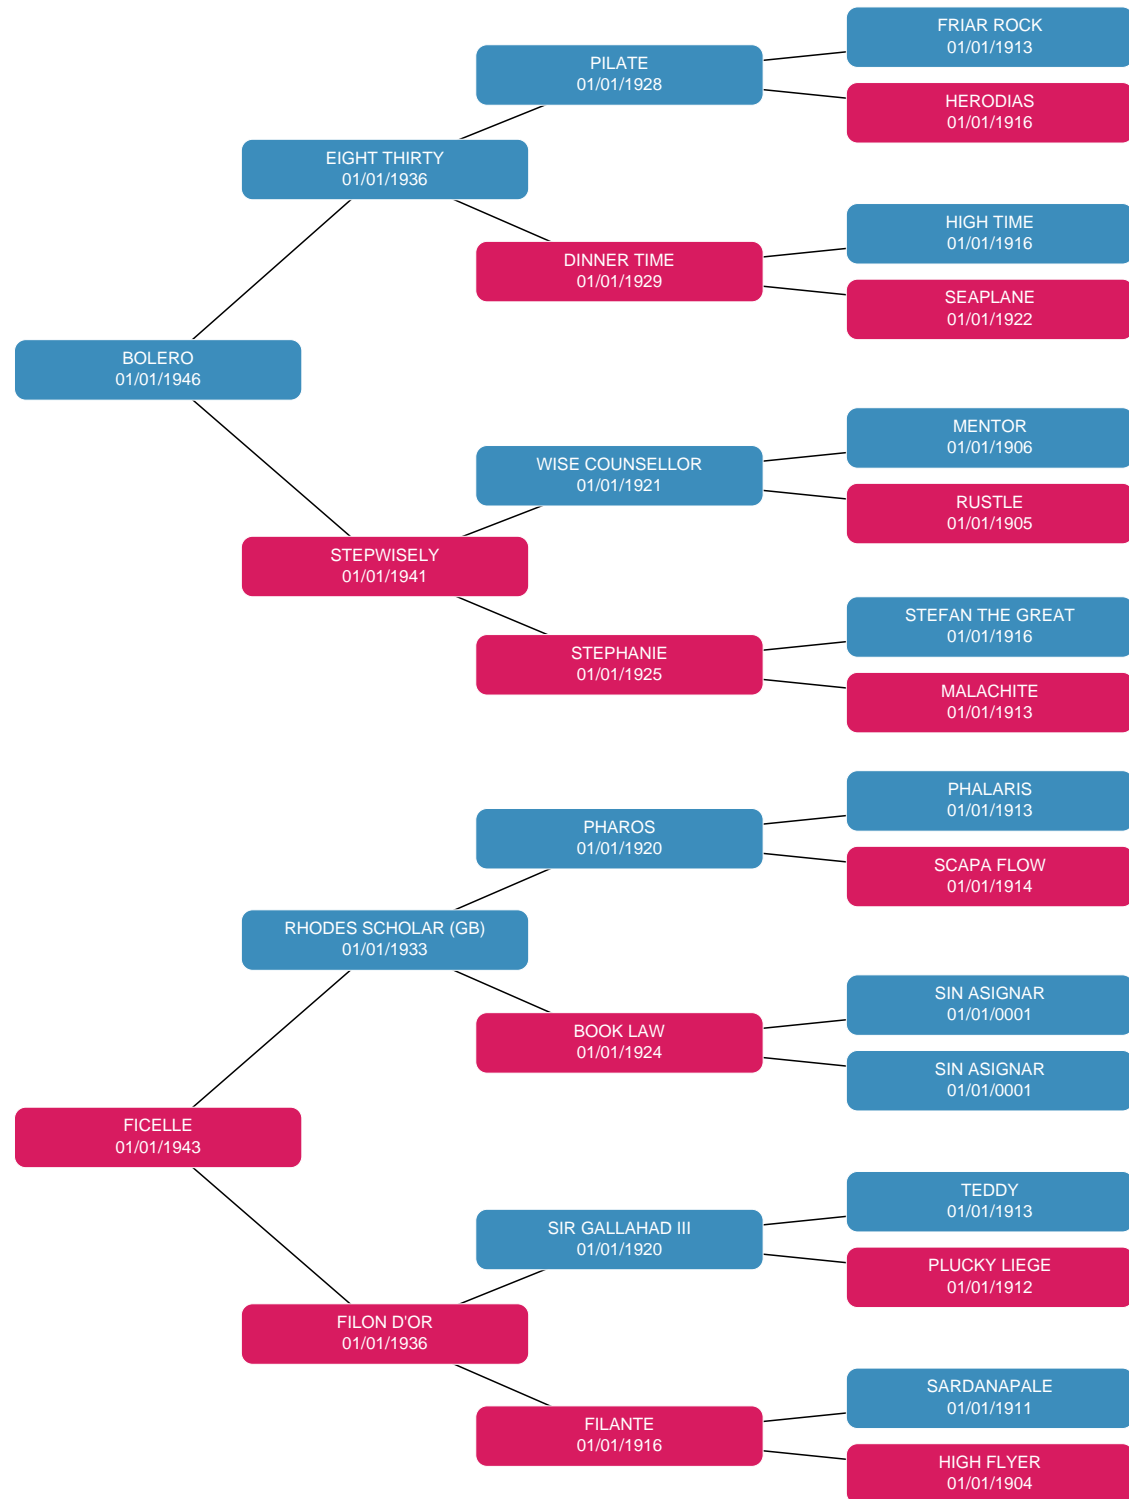 FRIAR ROCK
01/01/1913
PILATE
01/01/1928
HERODIAS
01/01/1916
EIGHT THIRTY
01/01/1936
HIGH TIME
01/01/1916
DINNER TIME
01/01/1929
SEAPLANE
01/01/1922
BOLERO
01/01/1946
MENTOR
01/01/1906
WISE COUNSELLOR
01/01/1921
RUSTLE
01/01/1905
STEPWISELY
01/01/1941
STEFAN THE GREAT
01/01/1916
STEPHANIE
01/01/1925
MALACHITE
01/01/1913
PHALARIS
01/01/1913
PHAROS
01/01/1920
SCAPA FLOW
01/01/1914
RHODES SCHOLAR (GB)
01/01/1933
SIN ASIGNAR
01/01/0001
BOOK LAW
01/01/1924
SIN ASIGNAR
01/01/0001
FICELLE
01/01/1943
TEDDY
01/01/1913
SIR GALLAHAD III
01/01/1920
PLUCKY LIEGE
01/01/1912
FILON D'OR
01/01/1936
SARDANAPALE
01/01/1911
FILANTE
01/01/1916
HIGH FLYER
01/01/1904